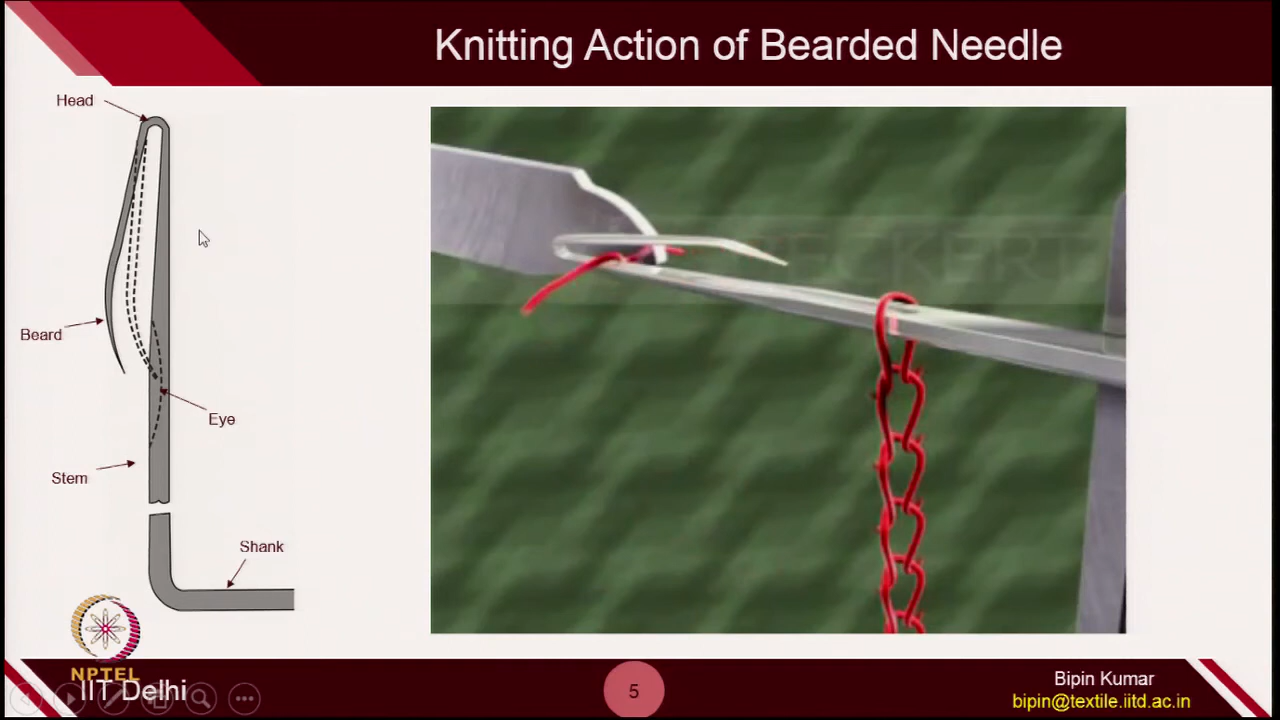 Knitting Action of Bearded Needle
Head
Beard
Eye
Stem
Shank
ECKERT
NPTEL
IIT Delhi
5
Bipin Kumar
bipin@textile.iitd.ac.in